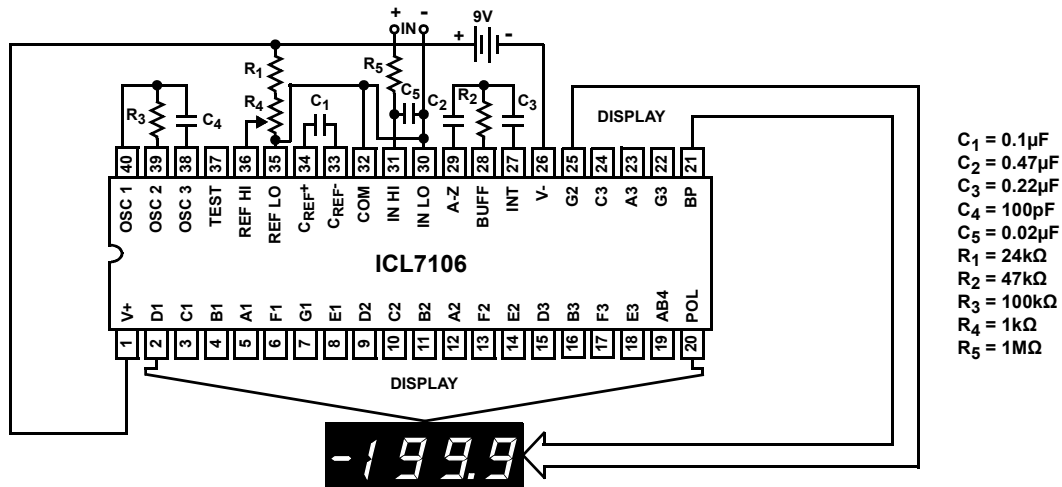 + -
IN
9V
+ -
R1
R5
R4
C5
C1
R3
C4
C2
R2
C3
DISPLAY
40 39 38 37 36 35 34 33 32 31 30 29 28 27 26 25 24 23 22 21
OSC 1
OSC 2
OSC 3
TEST
REF HI
REF LO
CREF+
CREF-
COM
IN HI
IN LO
A-Z
BUFF
INT
V-
G2
C3
A3
G3
BP
ICL7106
V+
D1
C1
B1
A1
F1
G1
E1
D2
C2
B2
A2
F2
E2
D3
B3
F3
E3
AB4
POL
1 2 3 4 5 6 7 8 9 10 11 12 13 14 15 16 17 18 19 20
DISPLAY
-199.9
C1 = 0.1µF
C2 = 0.47µF
C3 = 0.22µF
C4 = 100pF
C5 = 0.02µF
R1 = 24kΩ
R2 = 47kΩ
R3 = 100kΩ
R4 = 1kΩ
R5 = 1MΩ